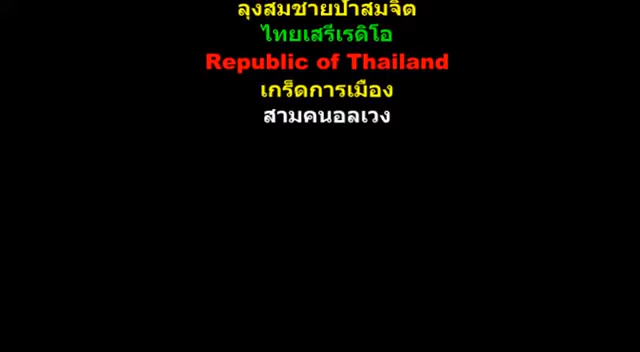 ลุงสมชายป้าสมจิต
ไทยเสรีเรดิโอ
Republic of Thailand
เกร็ดการเมือง
สามคนอลเวง